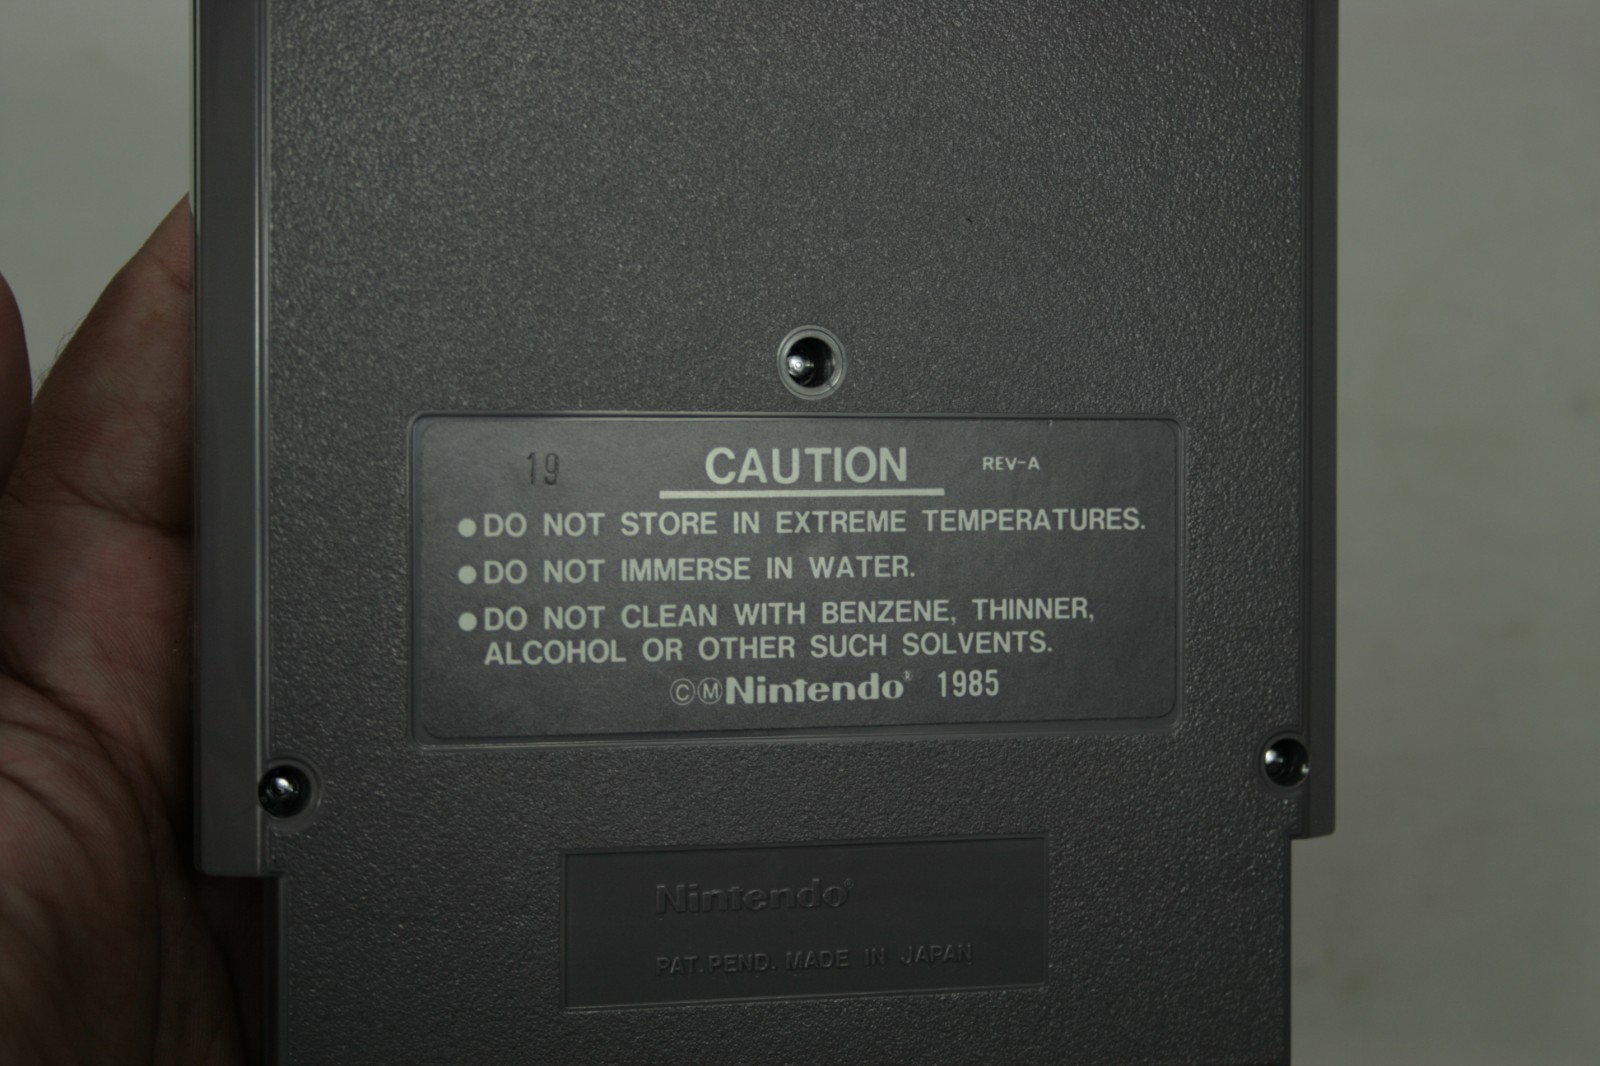 19 CAUTION REV-A
●DO NOT STORE IN EXTREME TEMPERATURES.
●DO NOT IMMERSE IN WATER.
●DO NOT CLEAN WITH BENZENE, THINNER,
ALCOHOL OR OTHER SUCH SOLVENTS.
©ⓂNintendo® 1985
Nintendo®
PAT. PEND. MADE IN JAPAN